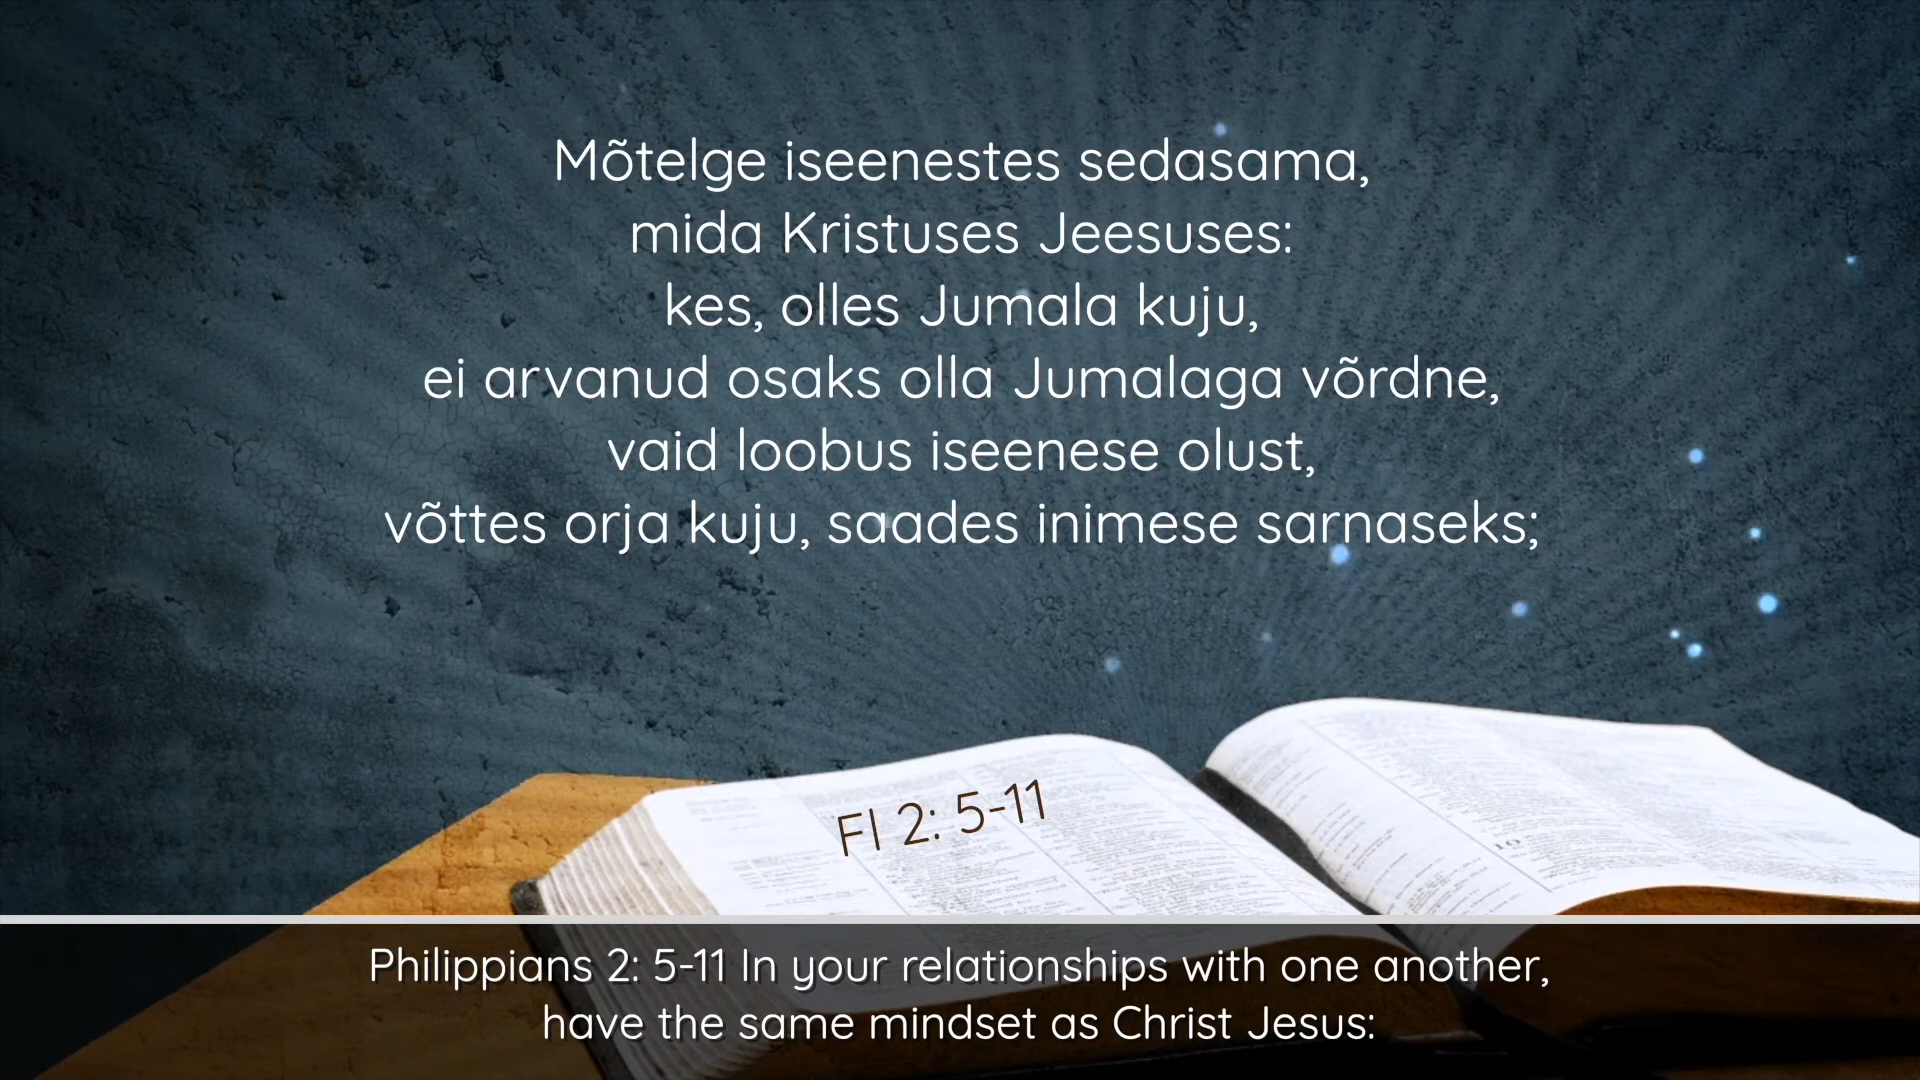 Mõtelge iseenestes sedasama,
mida Kristuses Jeesuses:
kes, olles Jumala kuju,
ei arvanud osaks olla Jumalaga võrdne,
vaid loobus iseenese olust,
võttes orja kuju, saades inimese sarnaseks;
Fl 2: 5-11
Philippians 2: 5-11 In your relationships with one another,
have the same mindset as Christ Jesus: